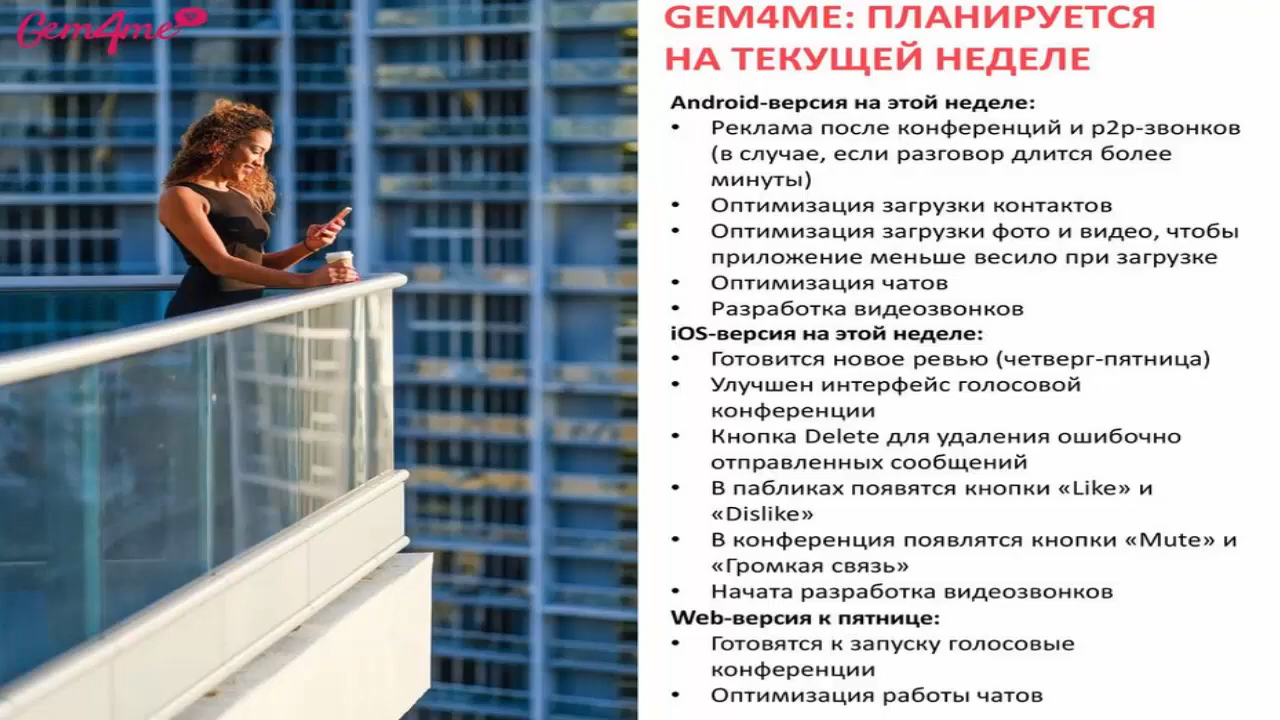 Gem4me
GEM4ME: ПЛАНИРУЕТСЯ
НА ТЕКУЩЕЙ НЕДЕЛЕ
Android-версия на этой неделе:
• Реклама после конференций и p2p-звонков
(в случае, если разговор длится более
минуты)
• Оптимизация загрузки контактов
• Оптимизация загрузки фото и видео, чтобы
приложение меньше весило при загрузке
• Оптимизация чатов
• Разработка видеозвонков
iOS-версия на этой неделе:
• Готовится новое ревью (четверг-пятница)
• Улучшен интерфейс голосовой
конференции
• Кнопка Delete для удаления ошибочно
отправленных сообщений
• В пабликах появятся кнопки «Like» и
«Dislike»
• В конференция появлятся кнопки «Mute» и
«Громкая связь»
• Начата разработка видеозвонков
Web-версия к пятнице:
• Готовятся к запуску голосовые
конференции
• Оптимизация работы чатов